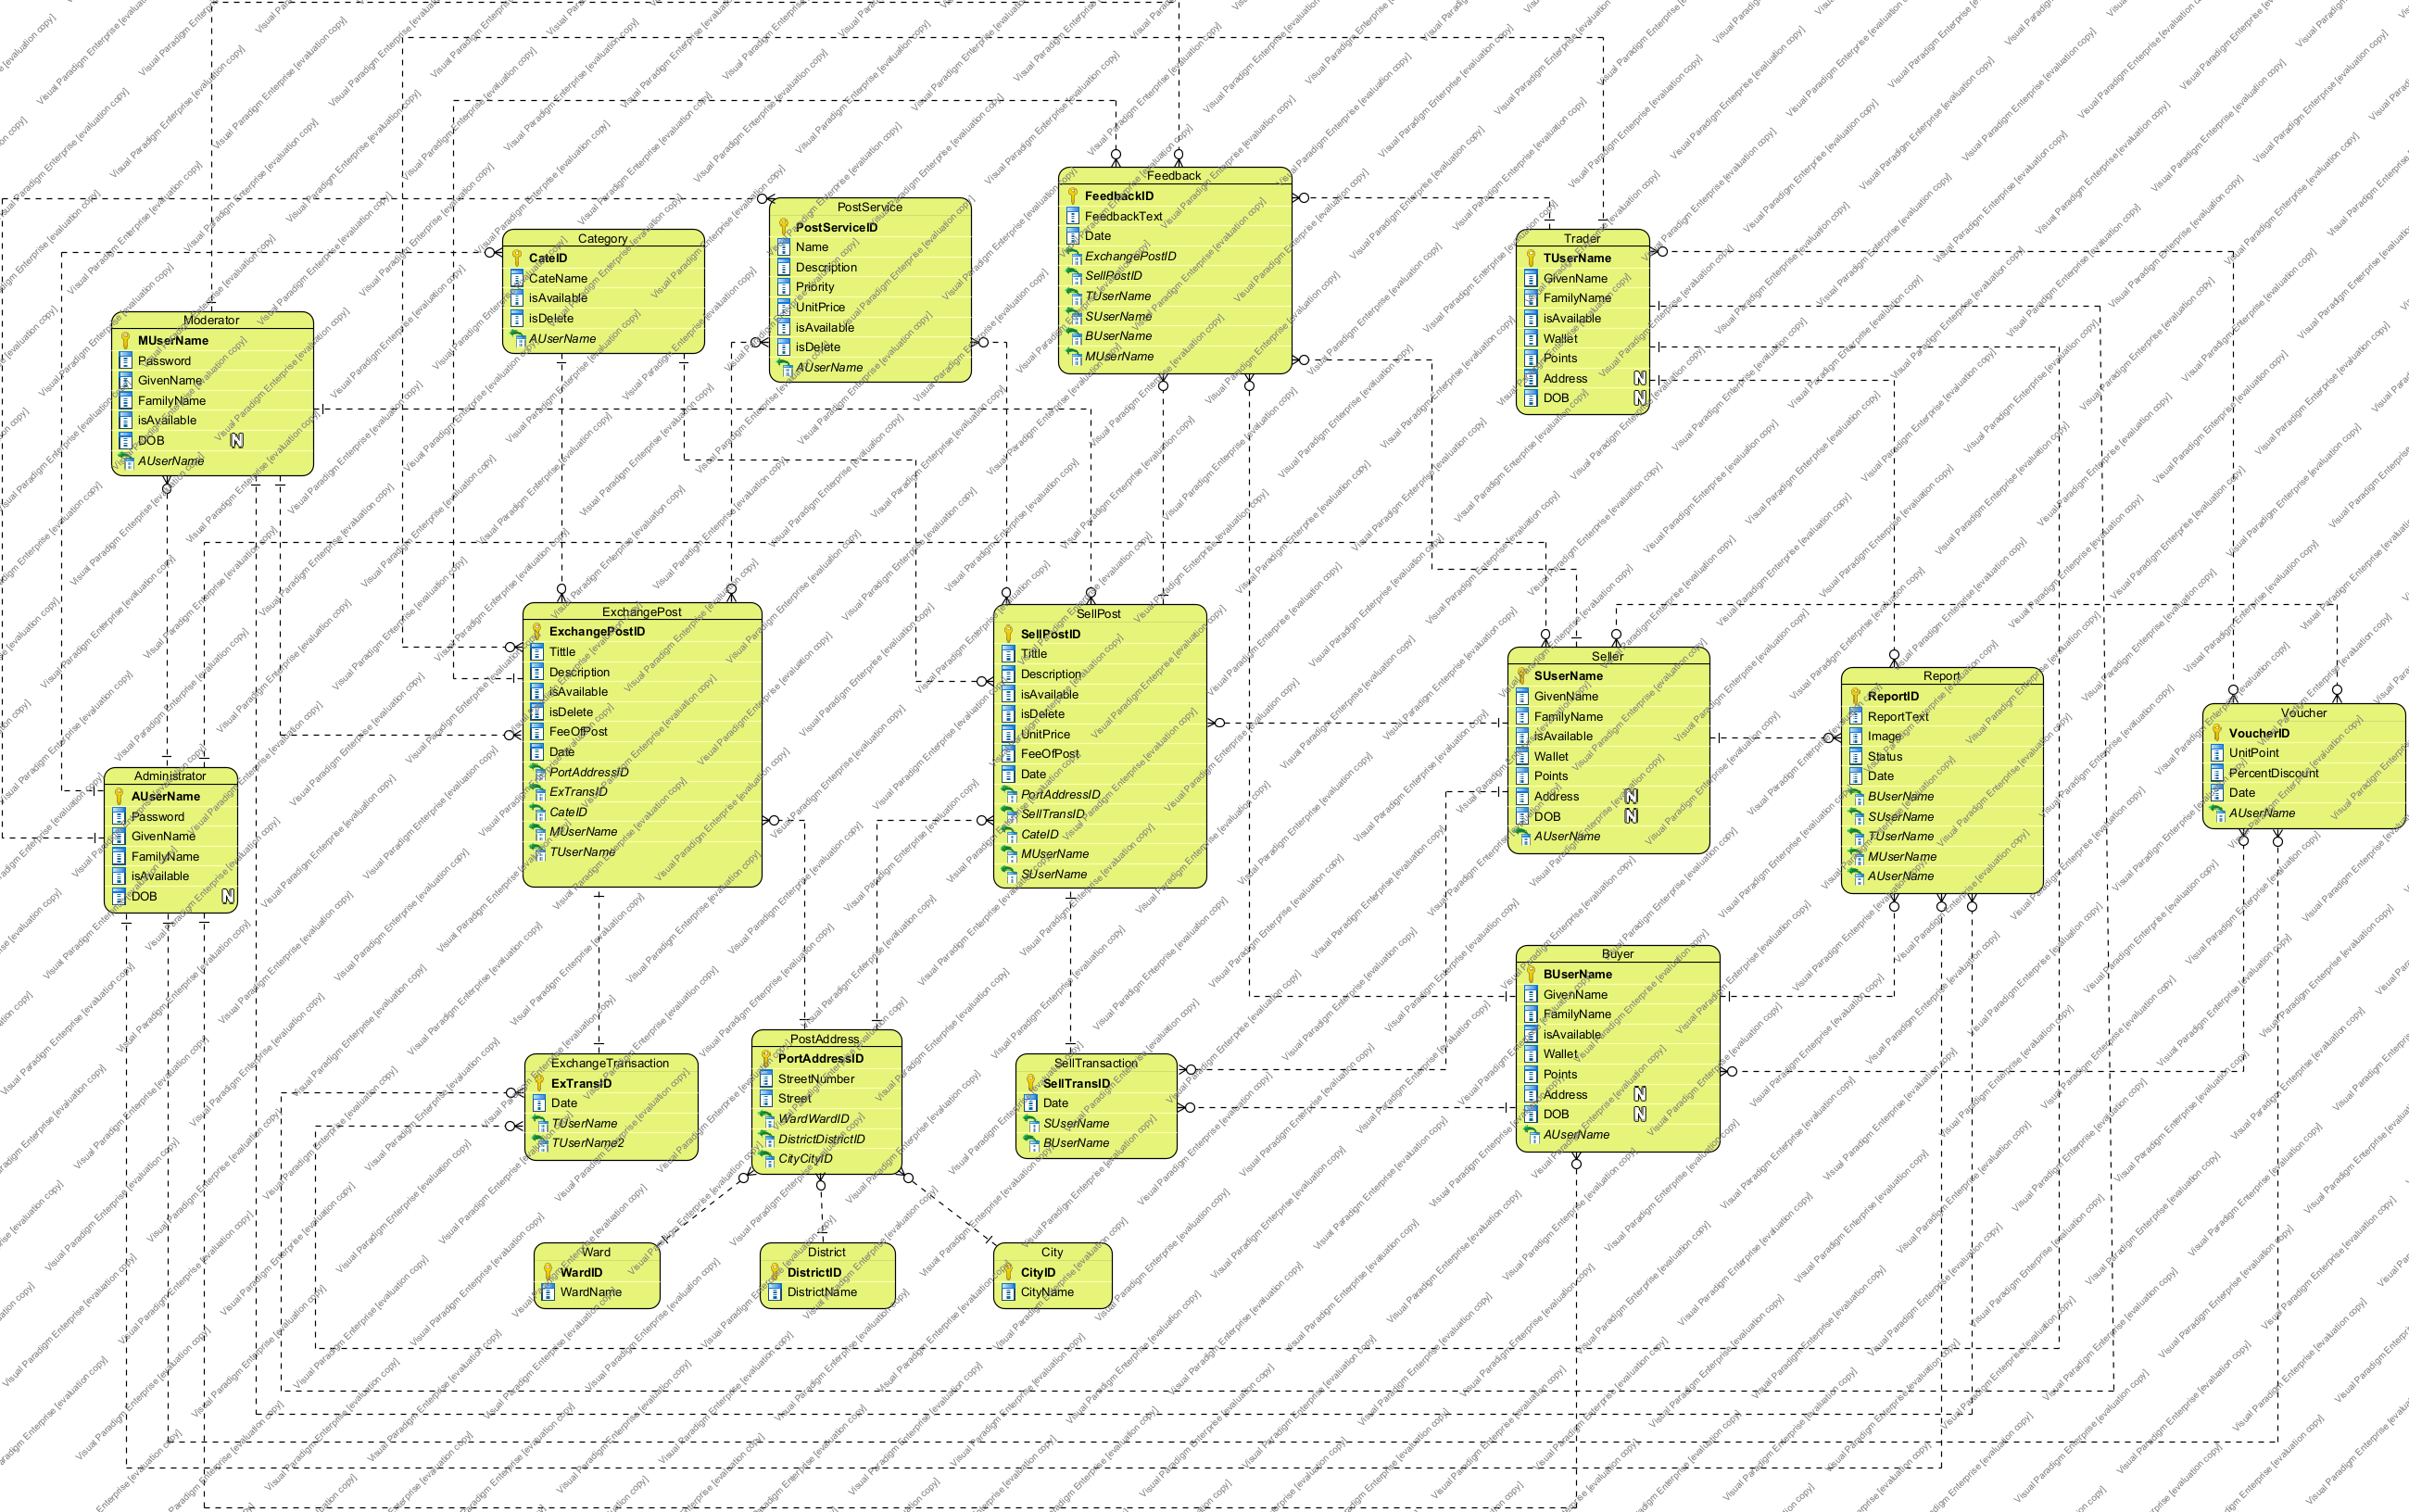 Feedback
FeedbackID
FeedbackText
Date
ExchangePostID
SellPostID
TUserName
SUserName
BUserName
MUserName
PostService
PostServiceID
Name
Description
Priority
UnitPrice
isAvailable
isDelete
AUserName
Category
CateID
CateName
isAvailable
isDelete
AUserName
Trader
TUserName
GivenName
FamilyName
isAvailable
Wallet
Points
Address N
DOB N
Moderator
MUserName
Password
GivenName
FamilyName
isAvailable
DOB N
AUserName
ExchangePost
ExchangePostID
Tittle
Description
isAvailable
isDelete
FeeOfPost
Date
PortAddressID
ExTransID
CateID
MUserName
TUserName
SellPost
SellPostID
Tittle
Description
isAvailable
isDelete
UnitPrice
FeeOfPost
Date
PortAddressID
SellTransID
CateID
MUserName
SUserName
Seller
SUserName
GivenName
FamilyName
isAvailable
Wallet
Points
Address N
DOB N
AUserName
Report
ReportID
ReportText
Image
Status
Date
BUserName
SUserName
TUserName
MUserName
AUserName
Voucher
VoucherID
UnitPoint
PercentDiscount
Date
AUserName
Administrator
AUserName
Password
GivenName
FamilyName
isAvailable
DOB N
Buyer
BUserName
GivenName
FamilyName
isAvailable
Wallet
Points
Address N
DOB N
AUserName
ExchangeTransaction
ExTransID
Date
TUserName
TUserName2
PostAddress
PortAddressID
StreetNumber
Street
WardWardID
DistrictDistrictID
CityCityID
SellTransaction
SellTransID
Date
SUserName
BUserName
Ward
WardID
WardName
District
DistrictID
DistrictName
City
CityID
CityName
Visual Paradigm Enterprise [evaluation copy]